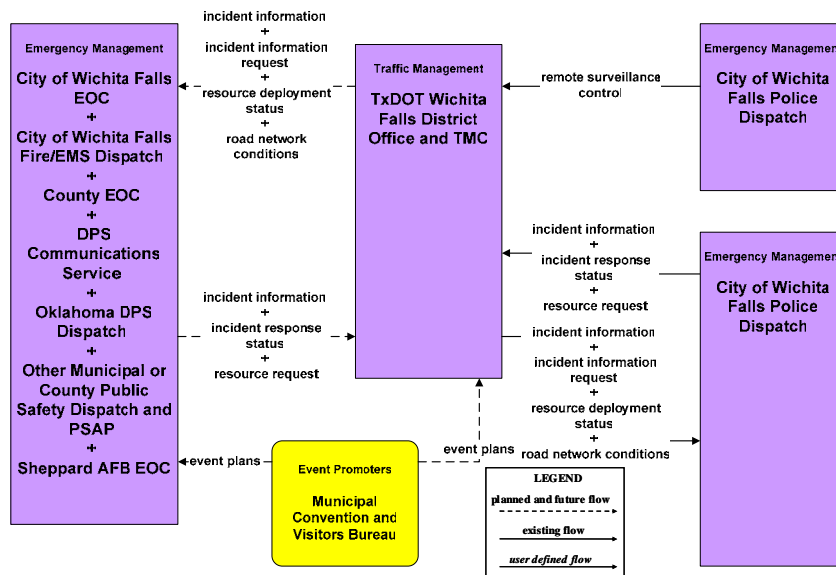 Emergency Management
City of Wichita Falls
EOC
+
City of Wichita Falls
Fire/EMS Dispatch
+
County EOC
+
DPS
Communications
Service
+
Oklahoma DPS
Dispatch
+
Other Municipal or
County Public
Safety Dispatch and
PSAP
+
Sheppard AFB EOC
incident information
+
incident information
request
+
resource deployment
status
+
road network
conditions
incident information
+
incident response
status
+
resource request
event plans
Traffic Management
TxDOT Wichita
Falls District
Office and TMC
Event Promoters
Municipal
Convention and
Visitors Bureau
event plans
remote surveillance
control
incident information
+
incident response
status
+
resource request
incident information
+
incident information
request
+
resource deployment
status
+
road network conditions
Emergency Management
City of Wichita
Falls Police
Dispatch
Emergency Management
City of Wichita
Falls Police
Dispatch
LEGEND
planned and future flow
existing flow
user defined flow